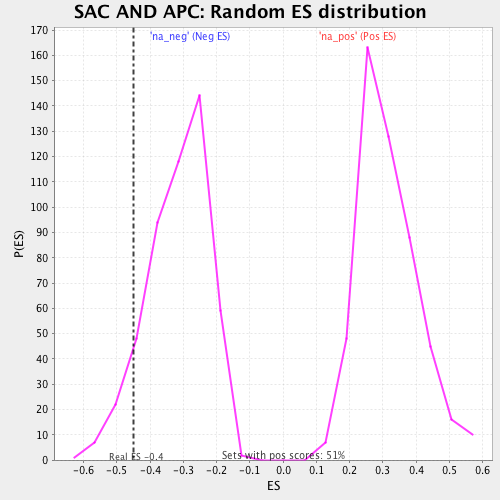 SAC AND APC: Random ES distribution
'na_neg' (Neg ES)
'na_pos' (Pos ES)
170
160
150
140
130
120
110
100
90
80
70
60
50
40
30
20
10
0
P(ES)
Real ES -0.4
Sets with pos scores: 51%
-0.6 -0.5 -0.4 -0.3 -0.2 -0.1 0.0 0.1 0.2 0.3 0.4 0.5 0.6
ES